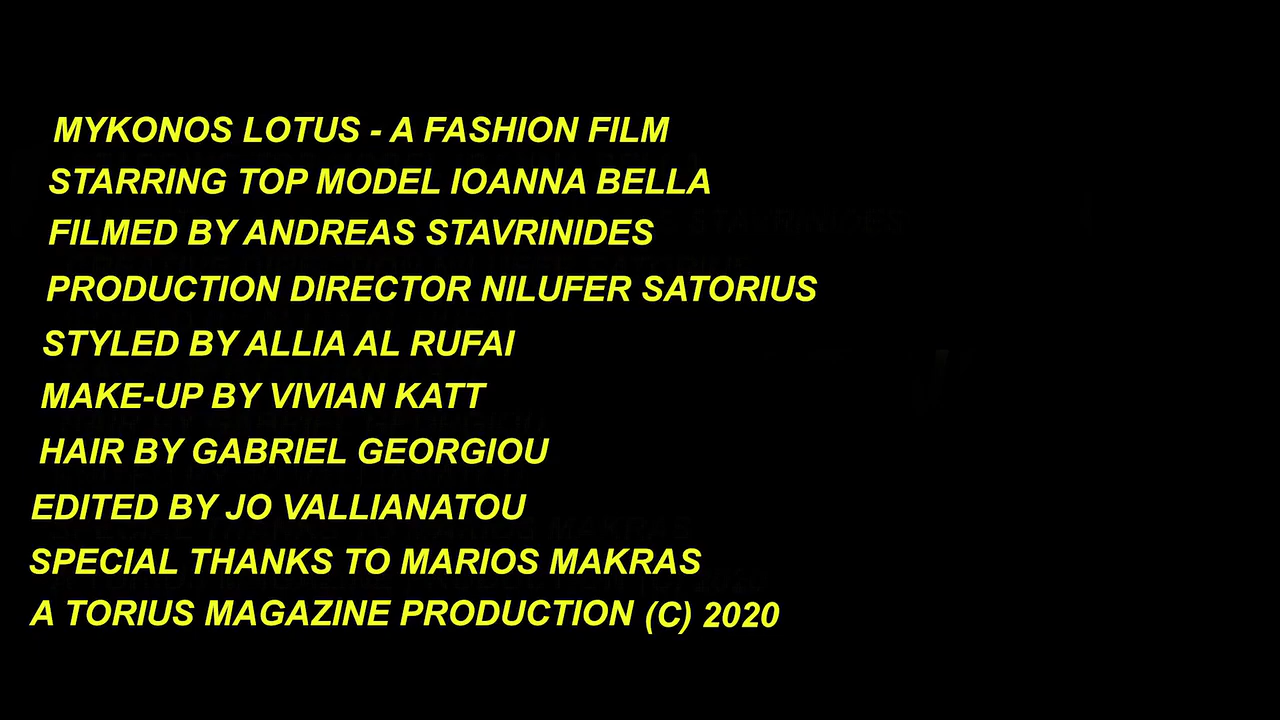 MYKONOS LOTUS - A FASHION FILM
STARRING TOP MODEL IOANNA BELLA
FILMED BY ANDREAS STAVRINIDES
PRODUCTION DIRECTOR NILUFER SATORIUS
STYLED BY ALLIA AL RUFAI
MAKE-UP BY VIVIAN KATT
HAIR BY GABRIEL GEORGIOU
EDITED BY JO VALLIANATOU
SPECIAL THANKS TO MARIOS MAKRAS
A TORIUS MAGAZINE PRODUCTION (C) 2020